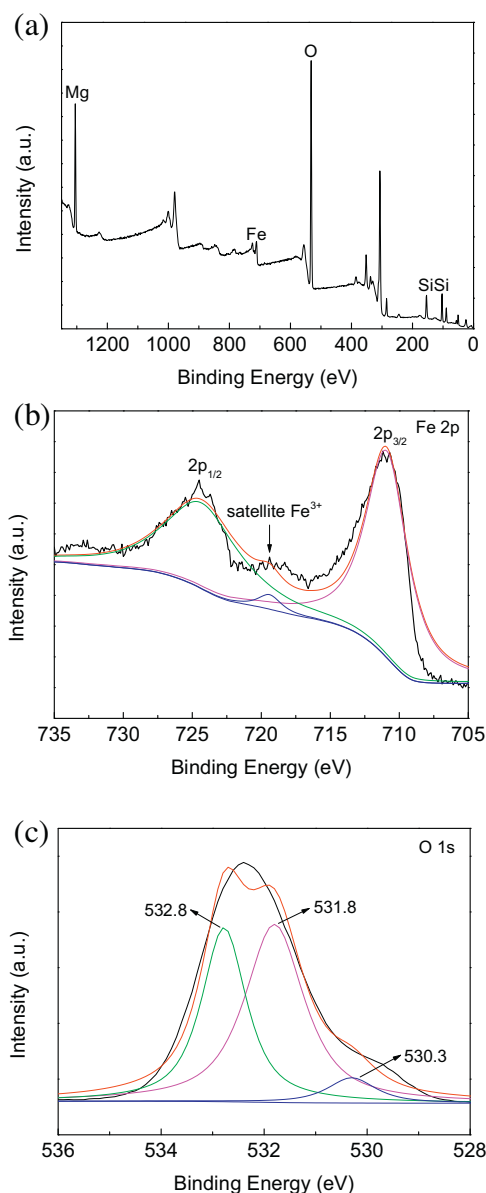 (a)
O
Mg
Fe
SiSi
Intensity (a.u.)
1200 1000 800 600 400 200 0
Binding Energy (eV)
(b)
Fe 2p
2p3/2
2p1/2
satellite Fe3+
Intensity (a.u.)
735 730 725 720 715 710 705
Binding Energy (eV)
(c)
O 1s
532.8
531.8
530.3
Intensity (a.u.)
536 534 532 530 528
Binding Energy (eV)